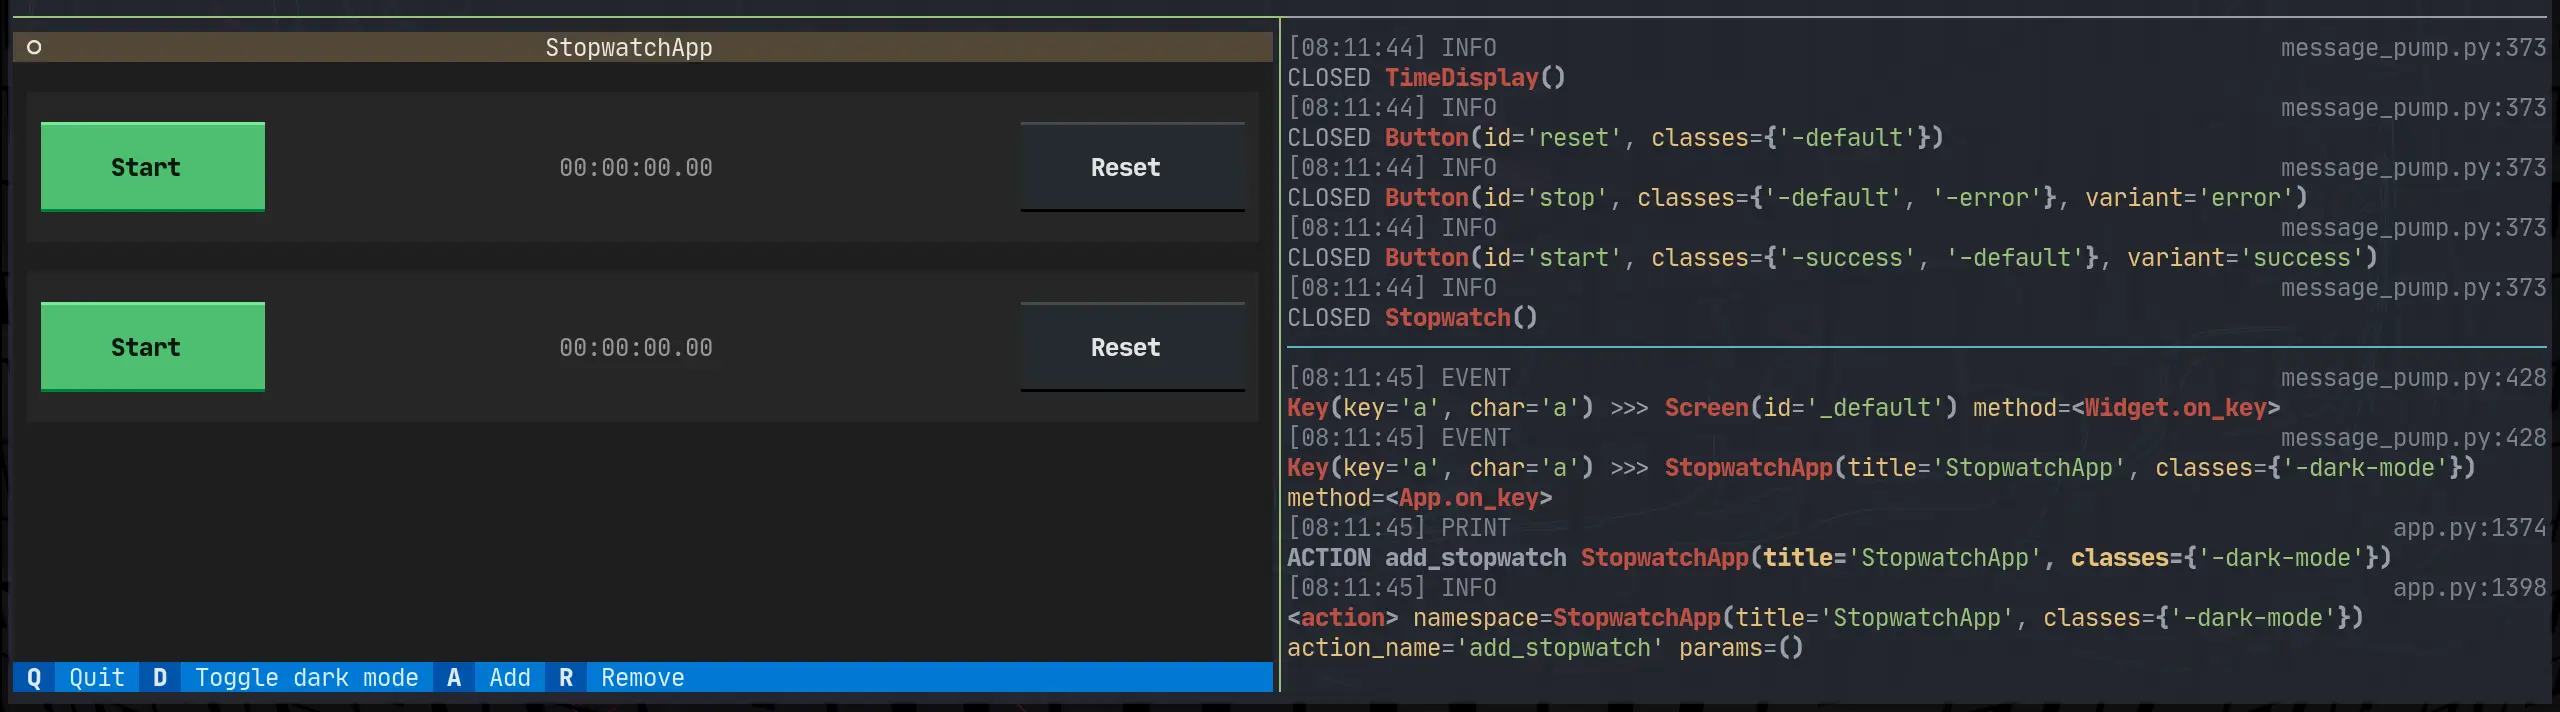 StopwatchApp
Start 00:00:00.00 Reset
Start 00:00:00.00 Reset
Q Quit D Toggle dark mode A Add R Remove
[08:11:44] INFO message_pump.py:373
CLOSED TimeDisplay()
[08:11:44] INFO message_pump.py:373
CLOSED Button(id='reset', classes={'-default'})
[08:11:44] INFO message_pump.py:373
CLOSED Button(id='stop', classes={'-default', '-error'}, variant='error')
[08:11:44] INFO message_pump.py:373
CLOSED Button(id='start', classes={'-success', '-default'}, variant='success')
[08:11:44] INFO message_pump.py:373
CLOSED Stopwatch()
[08:11:45] EVENT message_pump.py:428
Key(key='a', char='a') >>> Screen(id='_default') method=<Widget.on_key>
[08:11:45] EVENT message_pump.py:428
Key(key='a', char='a') >>> StopwatchApp(title='StopwatchApp', classes={'-dark-mode'})
method=<App.on_key>
[08:11:45] PRINT app.py:1374
ACTION add_stopwatch StopwatchApp(title='StopwatchApp', classes={'-dark-mode'})
[08:11:45] INFO app.py:1398
<action> namespace=StopwatchApp(title='StopwatchApp', classes={'-dark-mode'})
action_name='add_stopwatch' params=()